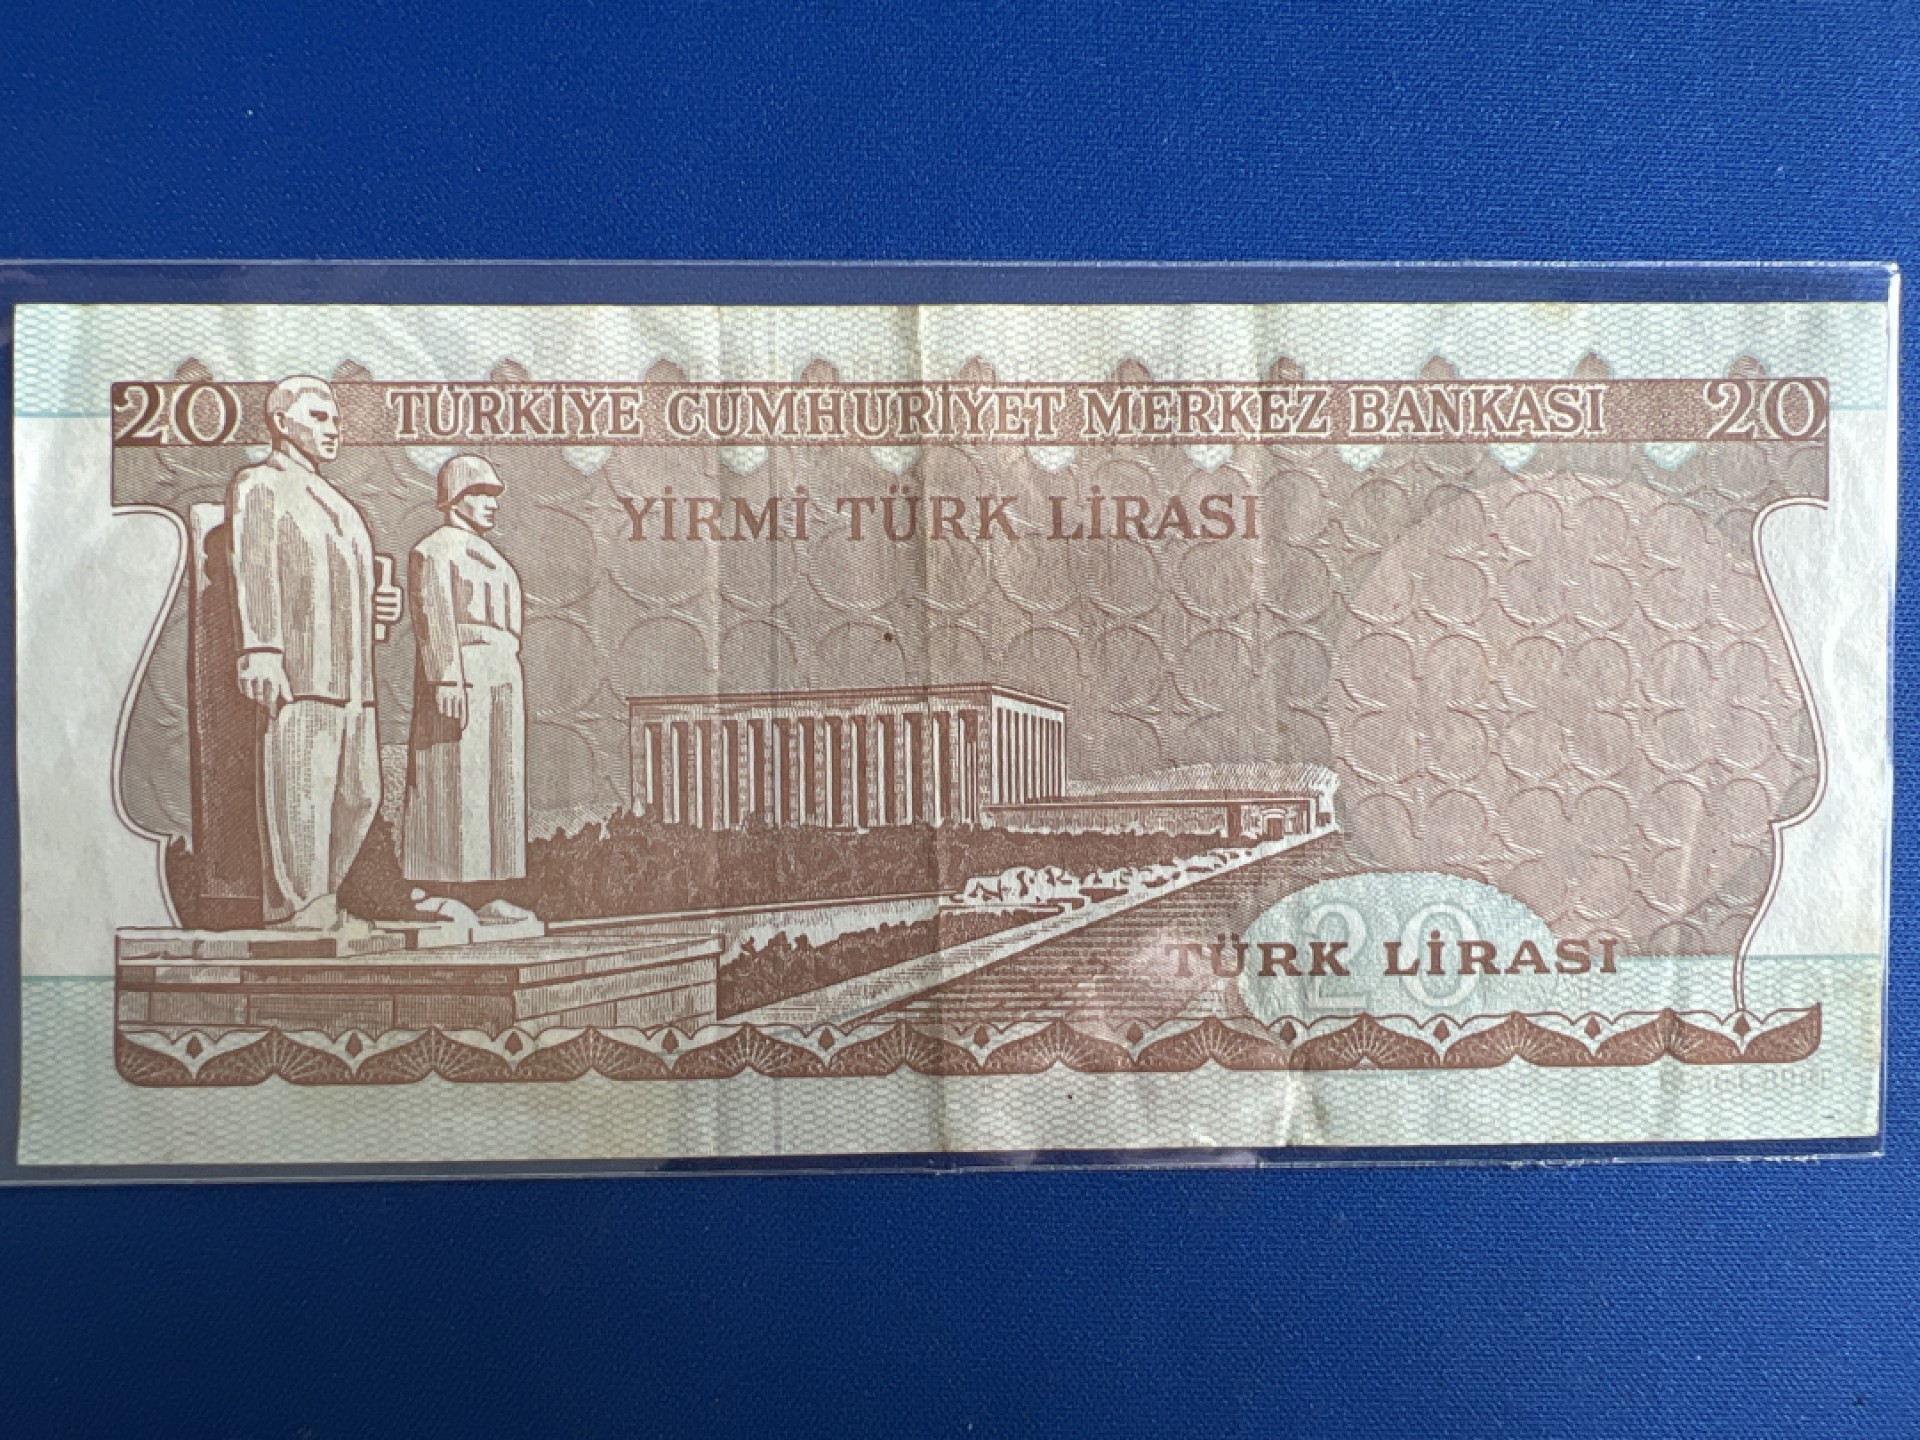 20 TÜRKİYE CUMHURİYET MERKEZ BANKASI 20
YİRMİ TÜRK LİRASI
20
TÜRK LİRASI